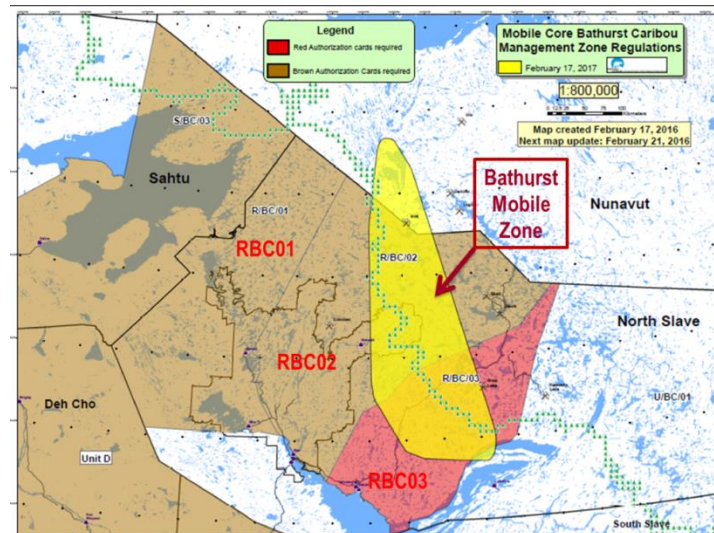 Legend
Red Authorization cards required
Brown Authorization Cards required
Mobile Core Bathurst Caribou
Management Zone Regulations
February 17, 2017
1:800,000
Map created February 17, 2016
Next map update: February 21, 2016
S/BC/03
Sahtu
Bathurst
Mobile
Zone
Nunavut
R/BC/01
RBC01
R/BC/02
North Slave
RBC02
R/BC/03
U/BC/01
Deh Cho
Unit D
RBC03
South Slave